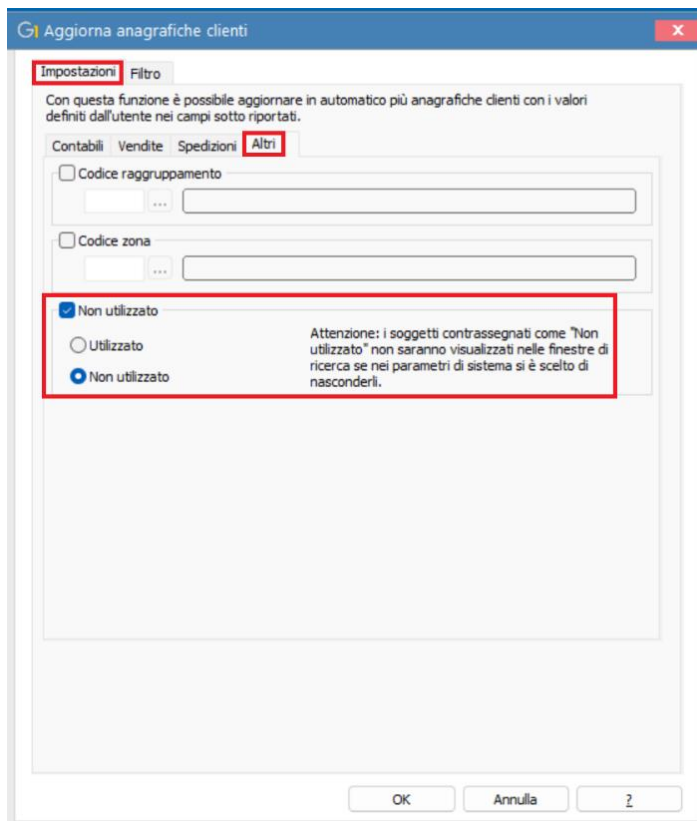 G1 Aggiorna anagrafiche clienti
X
Impostazioni Filtro
Con questa funzione è possibile aggiornare in automatico più anagrafiche clienti con i valori
definiti dall'utente nei campi sotto riportati.
Contabili Vendite Spedizioni Altri
Codice raggruppamento
...
Codice zona
...
Non utilizzato
Utilizzato
Non utilizzato
Attenzione: i soggetti contrassegnati come "Non
utilizzato" non saranno visualizzati nelle finestre di
ricerca se nei parametri di sistema si è scelto di
nasconderli.
OK Annulla ?